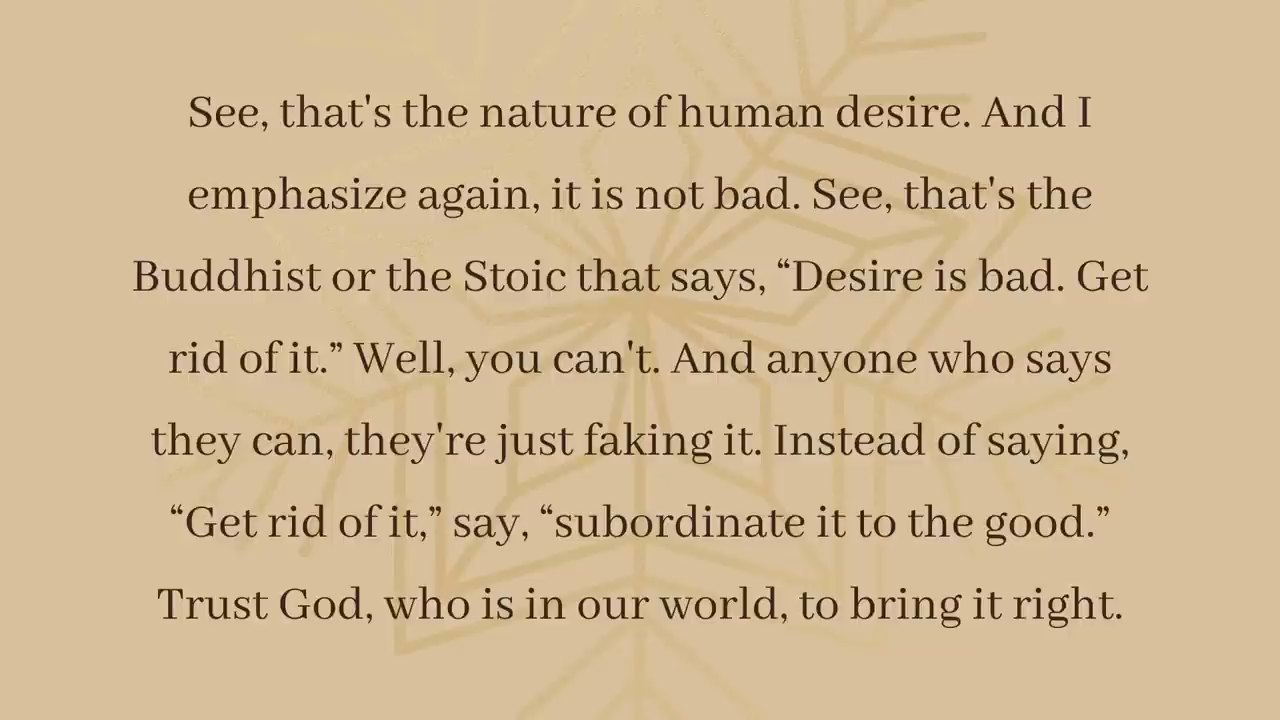 See, that's the nature of human desire. And I
emphasize again, it is not bad. See, that's the
Buddhist or the Stoic that says, “Desire is bad. Get
rid of it.” Well, you can't. And anyone who says
they can, they're just faking it. Instead of saying,
“Get rid of it,” say, “subordinate it to the good.”
Trust God, who is in our world, to bring it right.